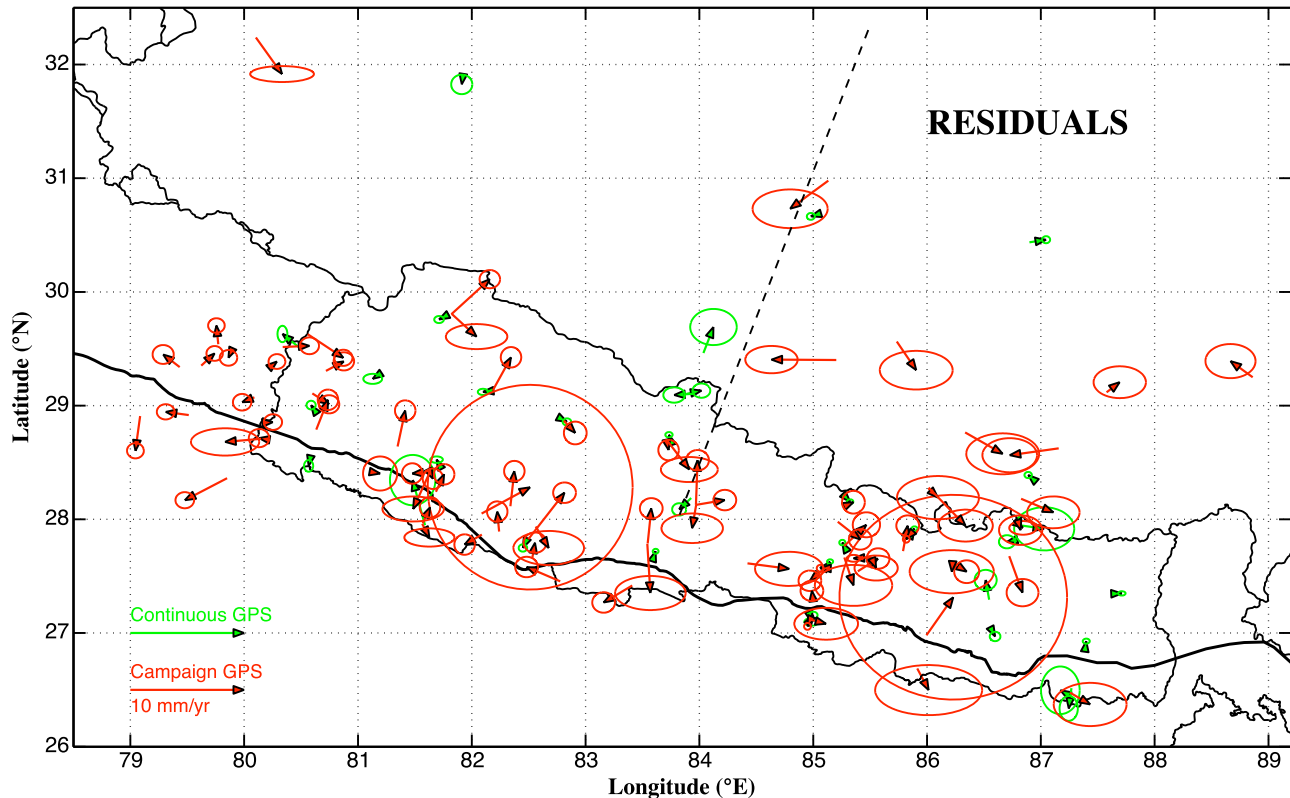 32
31
30
29
28
27
26
Latitude (°N)
RESIDUALS
Continuous GPS
Campaign GPS
10 mm/yr
79 80 81 82 83 84 85 86 87 88 89
Longitude (°E)